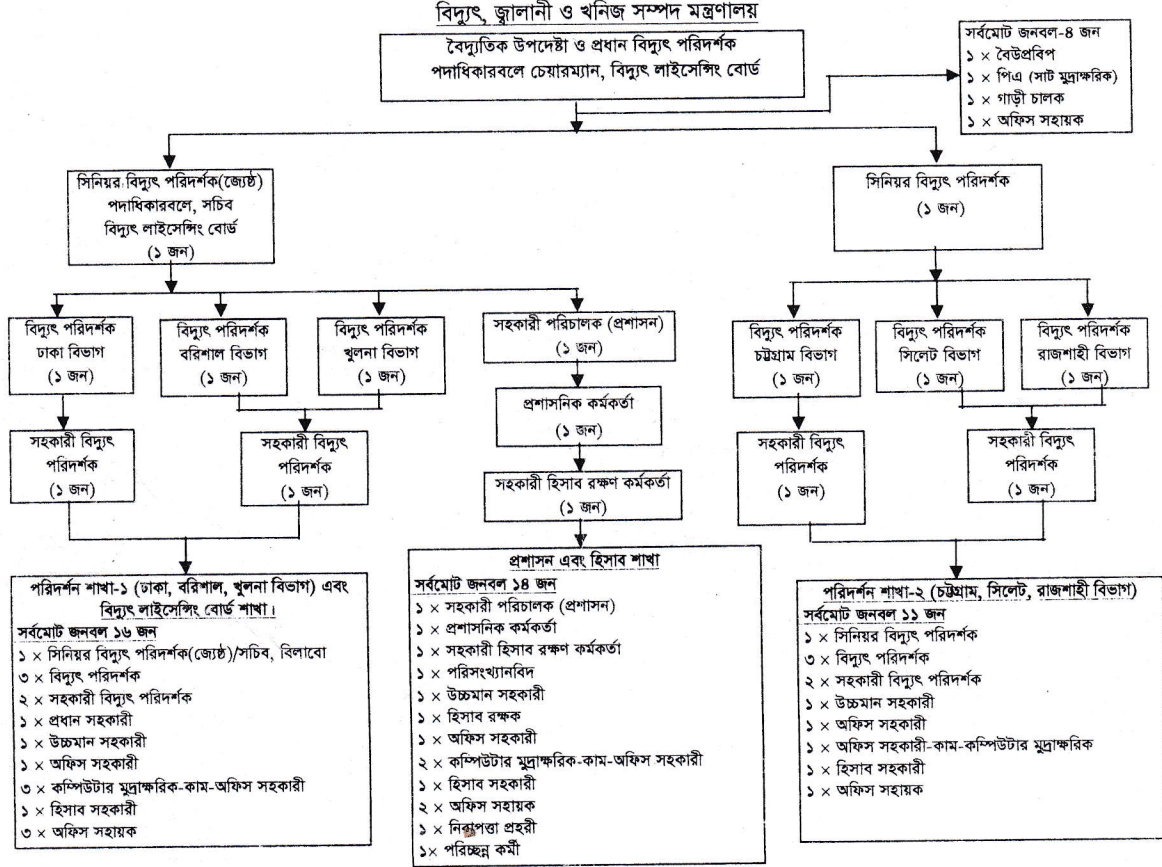 বিদ্যুৎ, জ্বালানী ও খনিজ সম্পদ মন্ত্রণালয়
বৈদ্যুতিক উপদেষ্টা ও প্রধান বিদ্যুৎ পরিদর্শক
পদাধিকারবলে চেয়ারম্যান, বিদ্যুৎ লাইসেন্সিং বোর্ড
সর্বমোট জনবল-৪ জন
১ × বৈউপ্রবিপ
১ × পিএ (সাট মুদ্রাক্ষরিক)
১ × গাড়ী চালক
১ × অফিস সহায়ক
সিনিয়র বিদ্যুৎ পরিদর্শক(জ্যেষ্ঠ)
পদাধিকারবলে, সচিব
বিদ্যুৎ লাইসেন্সিং বোর্ড
(১ জন)
সিনিয়র বিদ্যুৎ পরিদর্শক
(১ জন)
বিদ্যুৎ পরিদর্শক
ঢাকা বিভাগ
(১ জন)
বিদ্যুৎ পরিদর্শক
বরিশাল বিভাগ
(১ জন)
বিদ্যুৎ পরিদর্শক
খুলনা বিভাগ
(১ জন)
সহকারী পরিচালক (প্রশাসন)
(১ জন)
বিদ্যুৎ পরিদর্শক
চট্টগ্রাম বিভাগ
(১ জন)
বিদ্যুৎ পরিদর্শক
সিলেট বিভাগ
(১ জন)
বিদ্যুৎ পরিদর্শক
রাজশাহী বিভাগ
(১ জন)
প্রশাসনিক কর্মকর্তা
(১ জন)
সহকারী বিদ্যুৎ
পরিদর্শক
(১ জন)
সহকারী বিদ্যুৎ
পরিদর্শক
(১ জন)
সহকারী হিসাব রক্ষণ কর্মকর্তা
(১ জন)
সহকারী বিদ্যুৎ
পরিদর্শক
(১ জন)
সহকারী বিদ্যুৎ
পরিদর্শক
(১ জন)
পরিদর্শন শাখা-১ (ঢাকা, বরিশাল, খুলনা বিভাগ) এবং
বিদ্যুৎ লাইসেন্সিং বোর্ড শাখা।
সর্বমোট জনবল ১৬ জন
১ × সিনিয়র বিদ্যুৎ পরিদর্শক(জ্যেষ্ঠ)/সচিব, বিলাবো
৩ × বিদ্যুৎ পরিদর্শক
২ × সহকারী বিদ্যুৎ পরিদর্শক
১ × প্রধান সহকারী
১ × উচ্চমান সহকারী
১ × অফিস সহকারী
৩ × কম্পিউটার মুদ্রাক্ষরিক-কাম-অফিস সহকারী
১ × হিসাব সহকারী
৩ × অফিস সহায়ক
প্রশাসন এবং হিসাব শাখা
সর্বমোট জনবল ১৪ জন
১ × সহকারী পরিচালক (প্রশাসন)
১ × প্রশাসনিক কর্মকর্তা
১ × সহকারী হিসাব রক্ষণ কর্মকর্তা
১ × পরিসংখ্যানবিদ
১ × উচ্চমান সহকারী
১ × হিসাব রক্ষক
১ × অফিস সহকারী
২ × কম্পিউটার মুদ্রাক্ষরিক-কাম-অফিস সহকারী
১ × হিসাব সহকারী
২ × অফিস সহায়ক
১ × নিরাপত্তা প্রহরী
১× পরিচ্ছন্ন কর্মী
পরিদর্শন শাখা-২ (চট্টগ্রাম, সিলেট, রাজশাহী বিভাগ)
সর্বমোট জনবল ১১ জন
১ × সিনিয়র বিদ্যুৎ পরিদর্শক
৩ × বিদ্যুৎ পরিদর্শক
২ × সহকারী বিদ্যুৎ পরিদর্শক
১ × উচ্চমান সহকারী
১ × অফিস সহকারী
১ × অফিস সহকারী-কাম-কম্পিউটার মুদ্রাক্ষরিক
১ × হিসাব সহকারী
১ × অফিস সহায়ক